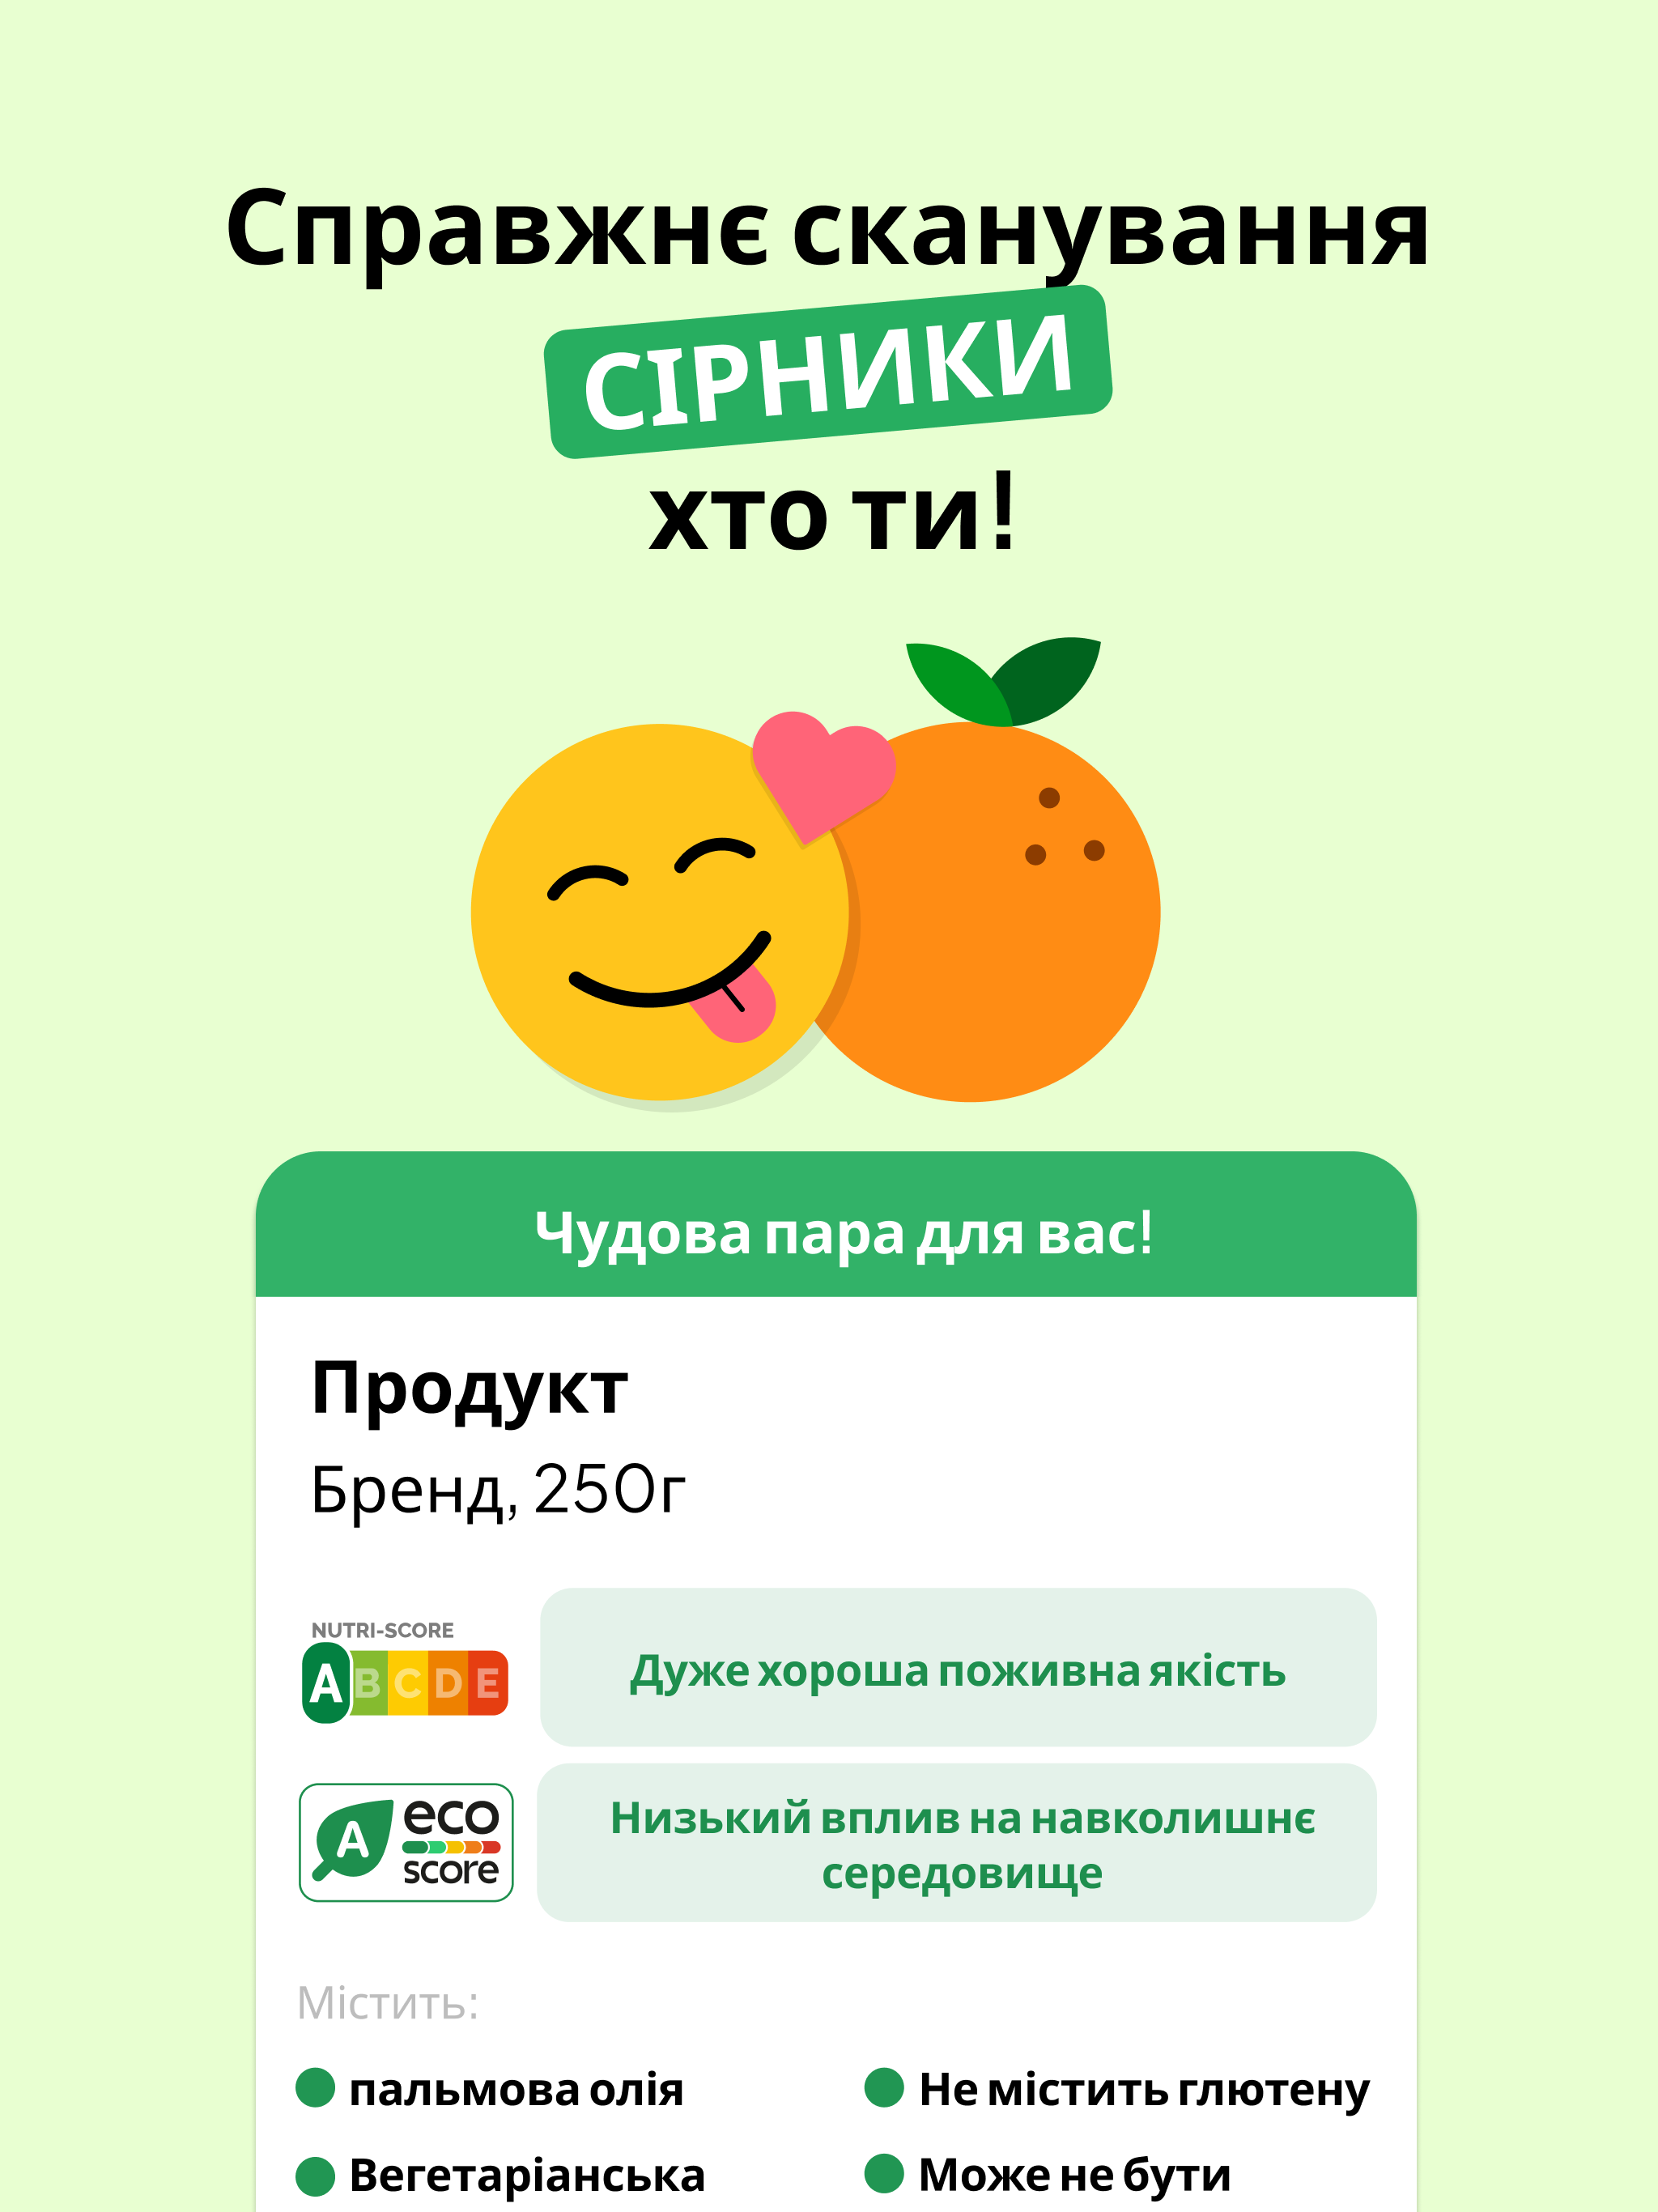 Справжнє сканування
СІРНИКИ
хто ти!
Чудова пара для вас!
Продукт
Бренд, 250г
NUTRI-SCORE
A B C D E
Дуже хороша поживна якість
A eco
score
Низький вплив на навколишнє
середовище
Містить:
пальмова олія
Не містить глютену
Вегетаріанська
Може не бути